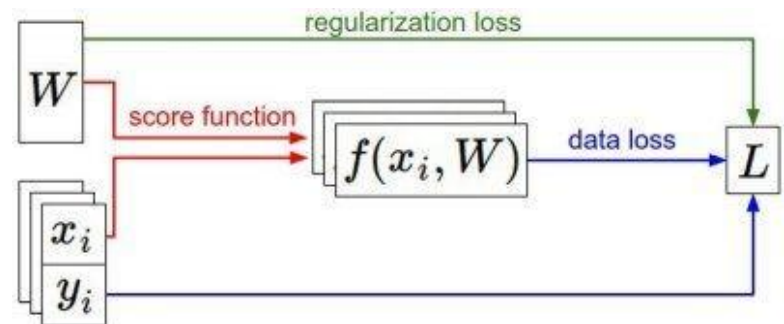 regularization loss
W
score function
f(x_i, W)
data loss
L
x_i
y_i